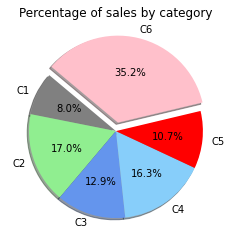 Percentage of sales by category
C6
35.2%
C1
8.0%
10.7%
C5
17.0%
C2
12.9%
16.3%
C3
C4